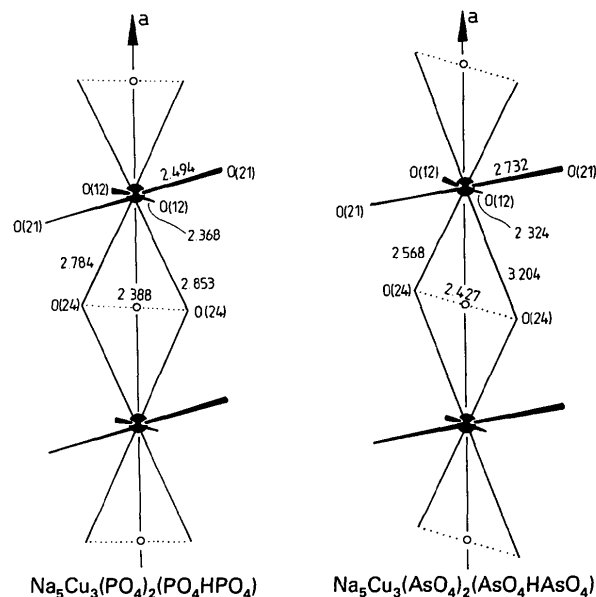 a
2.494
O(21)
O(12)
O(12)
O(21)
2.368
2.784
2.853
2.388
O(24)
O(24)
Na₅Cu₃(PO₄)₂(PO₄HPO₄)
a
O(12)
2.732
O(21)
O(12)
O(21)
2.324
2.568
3.204
2.427
O(24)
O(24)
Na₅Cu₃(AsO₄)₂(AsO₄HAsO₄)